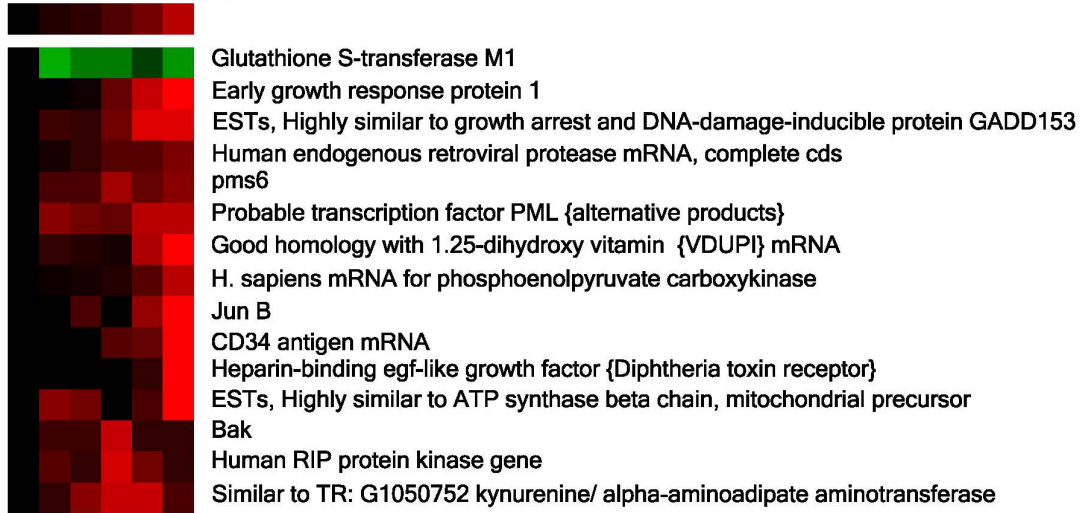 Glutathione S-transferase M1
Early growth response protein 1
ESTs, Highly similar to growth arrest and DNA-damage-inducible protein GADD153
Human endogenous retroviral protease mRNA, complete cds
pms6
Probable transcription factor PML {alternative products}
Good homology with 1.25-dihydroxy vitamin {VDUPI} mRNA
H. sapiens mRNA for phosphoenolpyruvate carboxykinase
Jun B
CD34 antigen mRNA
Heparin-binding egf-like growth factor {Diphtheria toxin receptor}
ESTs, Highly similar to ATP synthase beta chain, mitochondrial precursor
Bak
Human RIP protein kinase gene
Similar to TR: G1050752 kynurenine/ alpha-aminoadipate aminotransferase